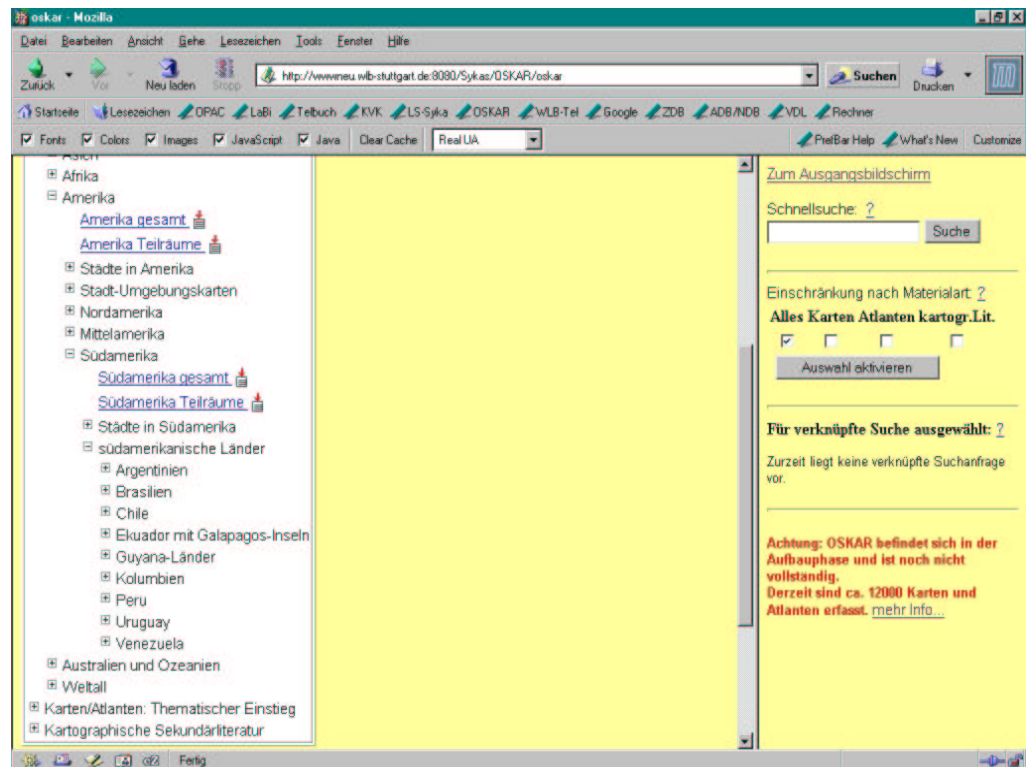 oskar - Mozilla
Datei Bearbeiten Ansicht Gehe Lesezeichen Tools Fenster Hilfe
Zurück Vor Neu laden Stopp http://wwwneu.wlb-stuttgart.de:8080/Sykas/OSKAR/oskar Suchen Drucken
Startseite Lesezeichen OPAC LaBi Telbuch KVK LS-Syka OSKAR WLB-Tel Google ZDB ADB/NDB VDL Rechner
Fonts Colors Images JavaScript Java Clear Cache Real UA PrefBar Help What's New Customize
Asien
Afrika
Amerika
Amerika gesamt
Amerika Teilräume
Städte in Amerika
Stadt-Umgebungskarten
Nordamerika
Mittelamerika
Südamerika
Südamerika gesamt
Südamerika Teilräume
Städte in Südamerika
südamerikanische Länder
Argentinien
Brasilien
Chile
Ekuador mit Galapagos-Inseln
Guyana-Länder
Kolumbien
Peru
Uruguay
Venezuela
Australien und Ozeanien
Weltall
Karten/Atlanten: Thematischer Einstieg
Kartographische Sekundärliteratur
Zum Ausgangsbildschirm
Schnellsuche: ?
Suche
Einschränkung nach Materialart: ?
Alles Karten Atlanten kartogr.Lit.
Auswahl aktivieren
Für verknüpfte Suche ausgewählt: ?
Zurzeit liegt keine verknüpfte Suchanfrage
vor.
Achtung: OSKAR befindet sich in der
Aufbauphase und ist noch nicht
vollständig.
Derzeit sind ca. 12000 Karten und
Atlanten erfasst. mehr Info...
Fertig